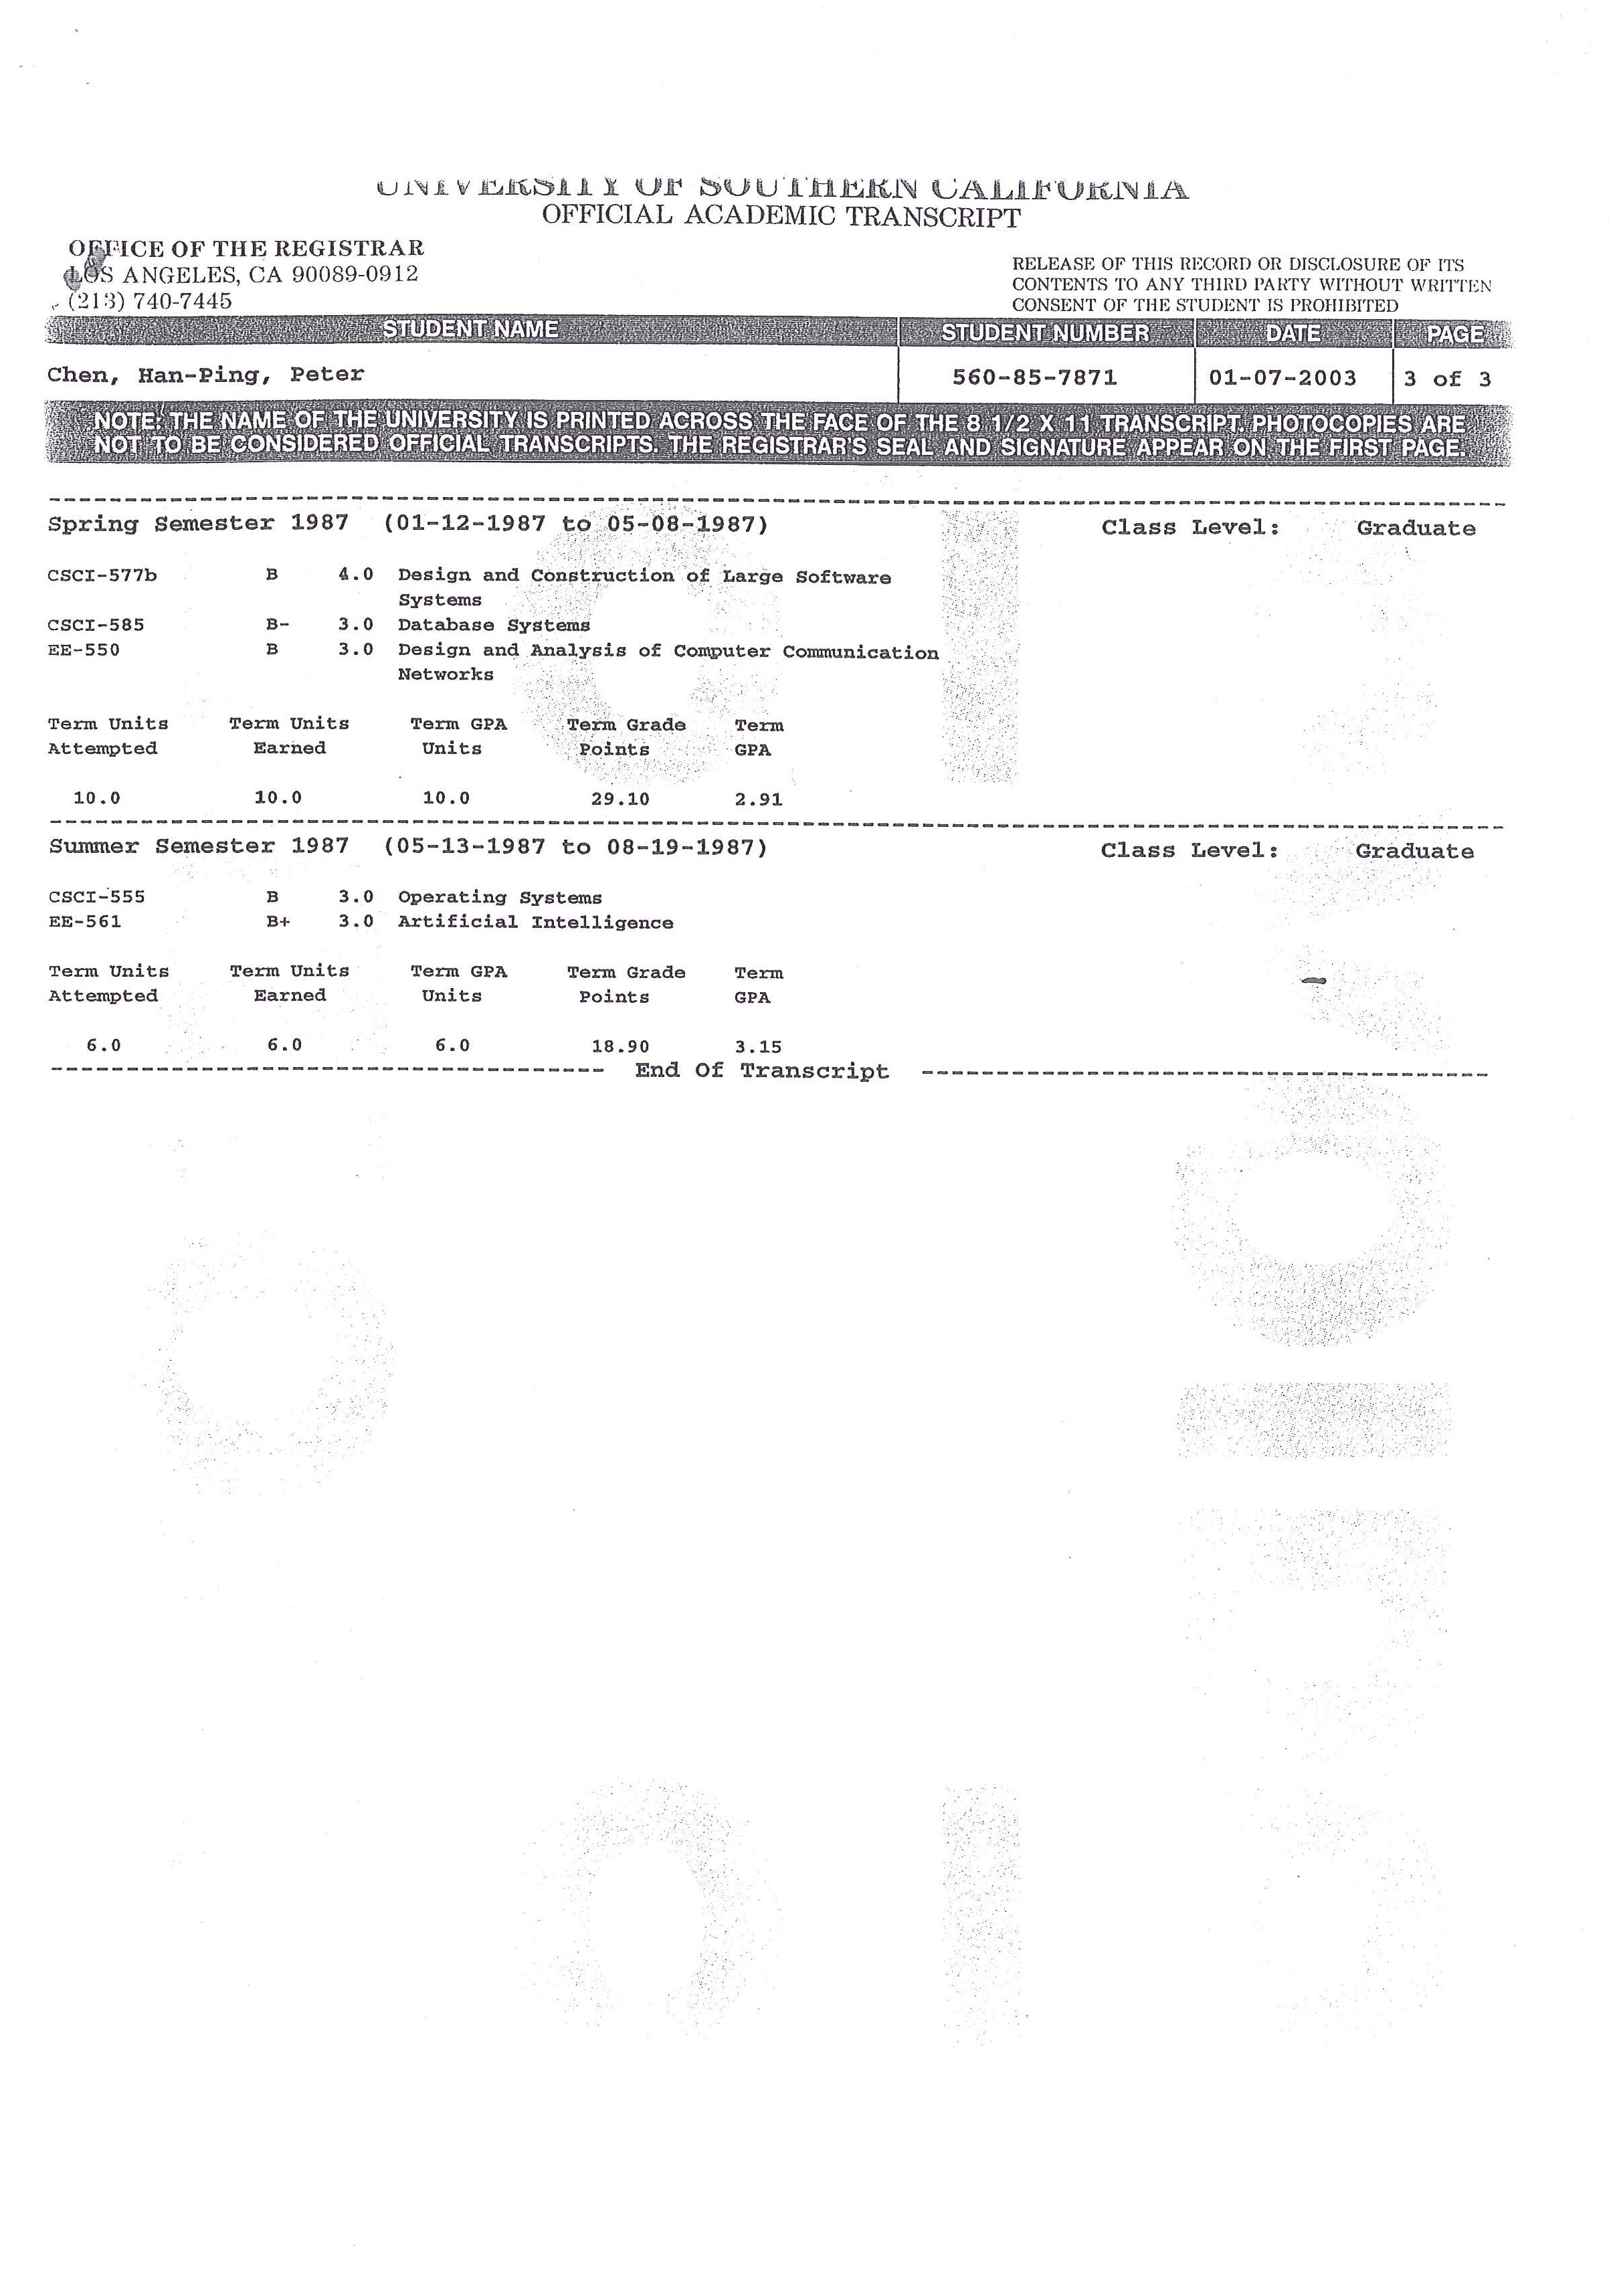 UNIVERSITY OF SOUTHERN CALIFORNIA
OFFICIAL ACADEMIC TRANSCRIPT
OFFICE OF THE REGISTRAR
LOS ANGELES, CA 90089-0912
(213) 740-7445
RELEASE OF THIS RECORD OR DISCLOSURE OF ITS
CONTENTS TO ANY THIRD PARTY WITHOUT WRITTEN
CONSENT OF THE STUDENT IS PROHIBITED
STUDENT NAME STUDENT NUMBER DATE PAGE
Chen, Han-Ping, Peter 560-85-7871 01-07-2003 3 of 3
NOTE: THE NAME OF THE UNIVERSITY IS PRINTED ACROSS THE FACE OF THE 8 1/2 X 11 TRANSCRIPT. PHOTOCOPIES ARE
NOT TO BE CONSIDERED OFFICIAL TRANSCRIPTS. THE REGISTRAR'S SEAL AND SIGNATURE APPEAR ON THE FIRST PAGE.
Spring Semester 1987 (01-12-1987 to 05-08-1987) Class Level: Graduate
CSCI-577b B 4.0 Design and Construction of Large Software
Systems
CSCI-585 B- 3.0 Database Systems
EE-550 B 3.0 Design and Analysis of Computer Communication
Networks
Term Units Term Units Term GPA Term Grade Term
Attempted Earned Units Points GPA
10.0 10.0 10.0 29.10 2.91
Summer Semester 1987 (05-13-1987 to 08-19-1987) Class Level: Graduate
CSCI-555 B 3.0 Operating Systems
EE-561 B+ 3.0 Artificial Intelligence
Term Units Term Units Term GPA Term Grade Term
Attempted Earned Units Points GPA
6.0 6.0 6.0 18.90 3.15
End Of Transcript